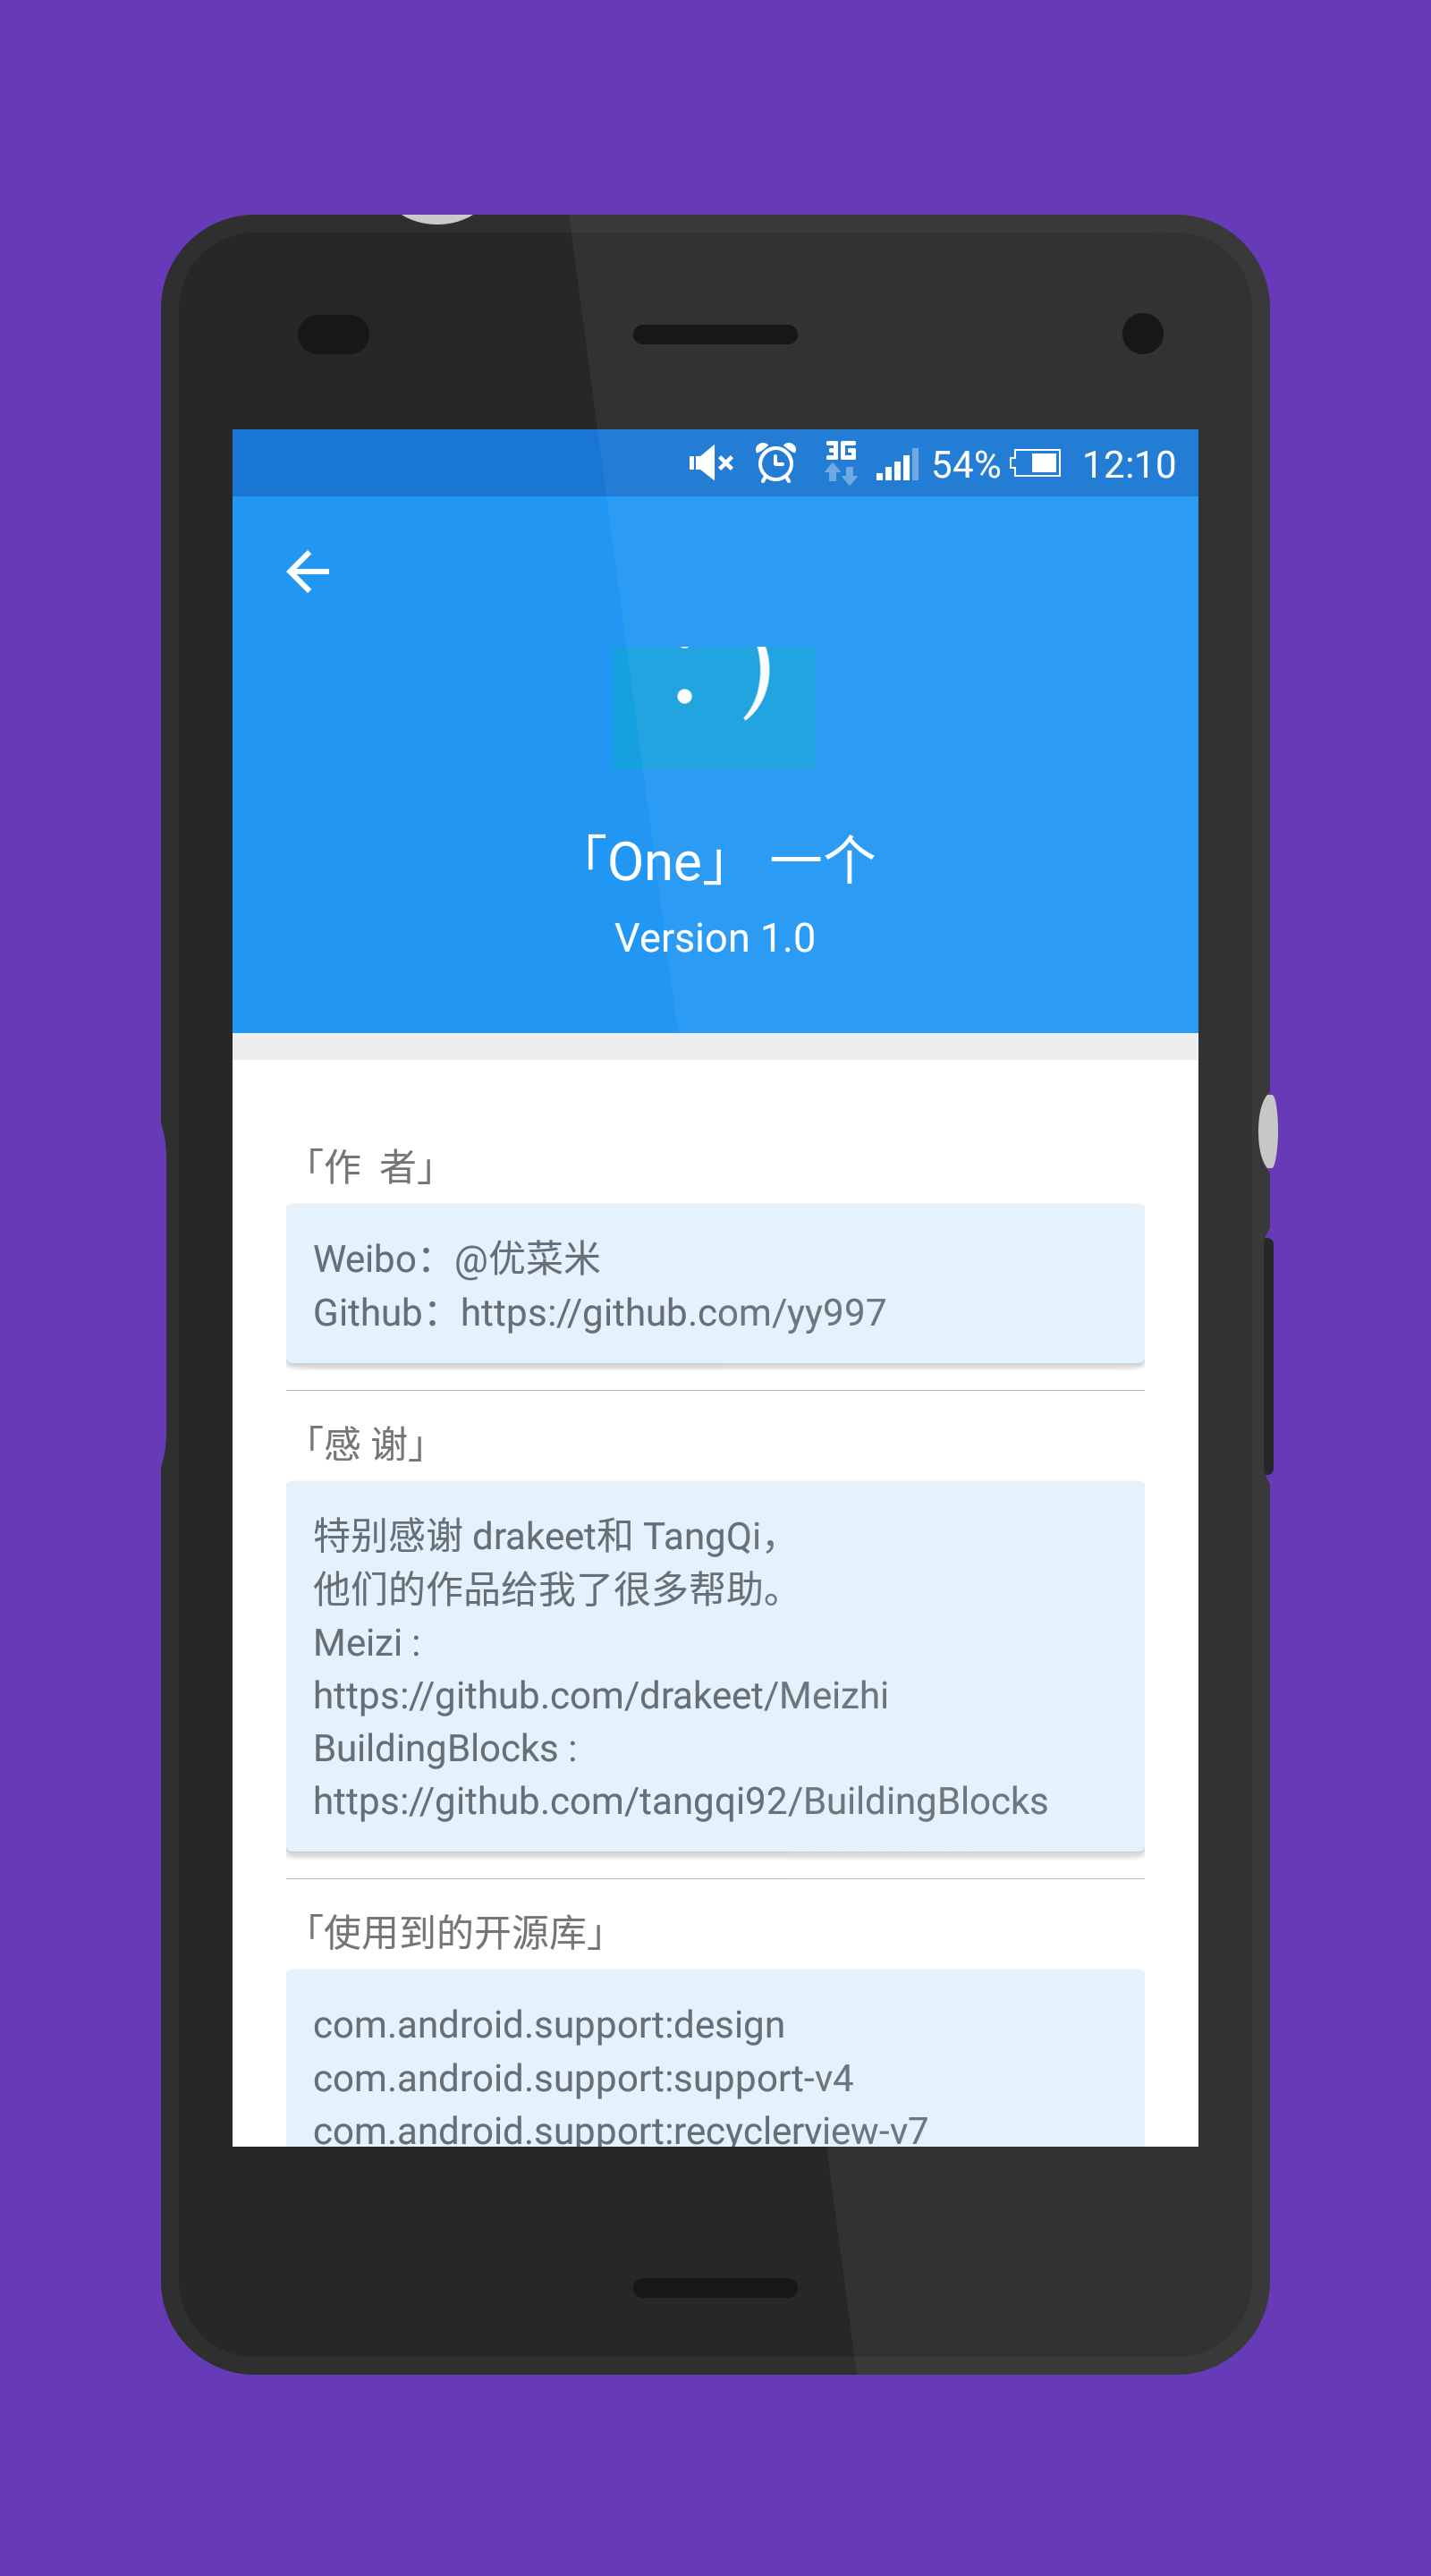 3G 54% 12:10
: )
「One」 一个
Version 1.0
「作 者」
Weibo：@优菜米
Github：https://github.com/yy997
「感 谢」
特别感谢 drakeet和 TangQi，
他们的作品给我了很多帮助。
Meizi :
https://github.com/drakeet/Meizhi
BuildingBlocks :
https://github.com/tangqi92/BuildingBlocks
「使用到的开源库」
com.android.support:design
com.android.support:support-v4
com.android.support:recyclerview-v7